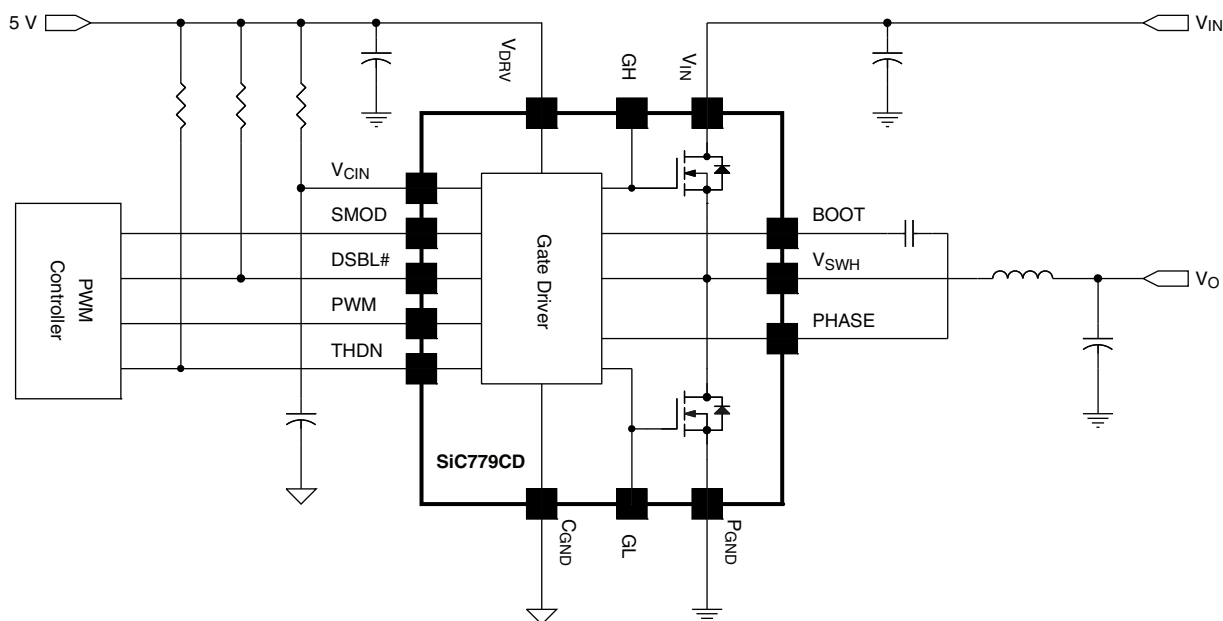 5 V
VDRV
GH
VIN
VIN
VCIN
SMOD
DSBL#
PWM
THDN
PWM
Controller
Gate Driver
BOOT
VSWH
PHASE
VO
SiC779CD
CGND
GL
PGND